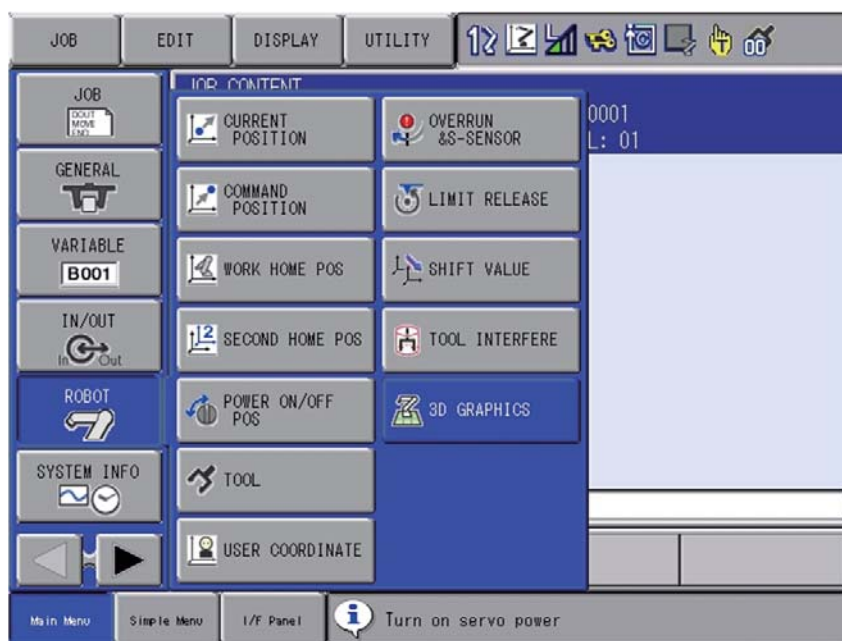 JOB
EDIT
DISPLAY
UTILITY
JOB
DOUT
MOVE
END
GENERAL
VARIABLE
B001
IN/OUT
In
Out
ROBOT
SYSTEM INFO
JOB CONTENT
0001
L: 01
CURRENT
POSITION
COMMAND
POSITION
WORK HOME POS
2
SECOND HOME POS
POWER ON/OFF
POS
TOOL
USER COORDINATE
OVERRUN
&S-SENSOR
LIMIT RELEASE
SHIFT VALUE
TOOL INTERFERE
3D GRAPHICS
Main Menu
Simple Menu
I/F Panel
Turn on servo power